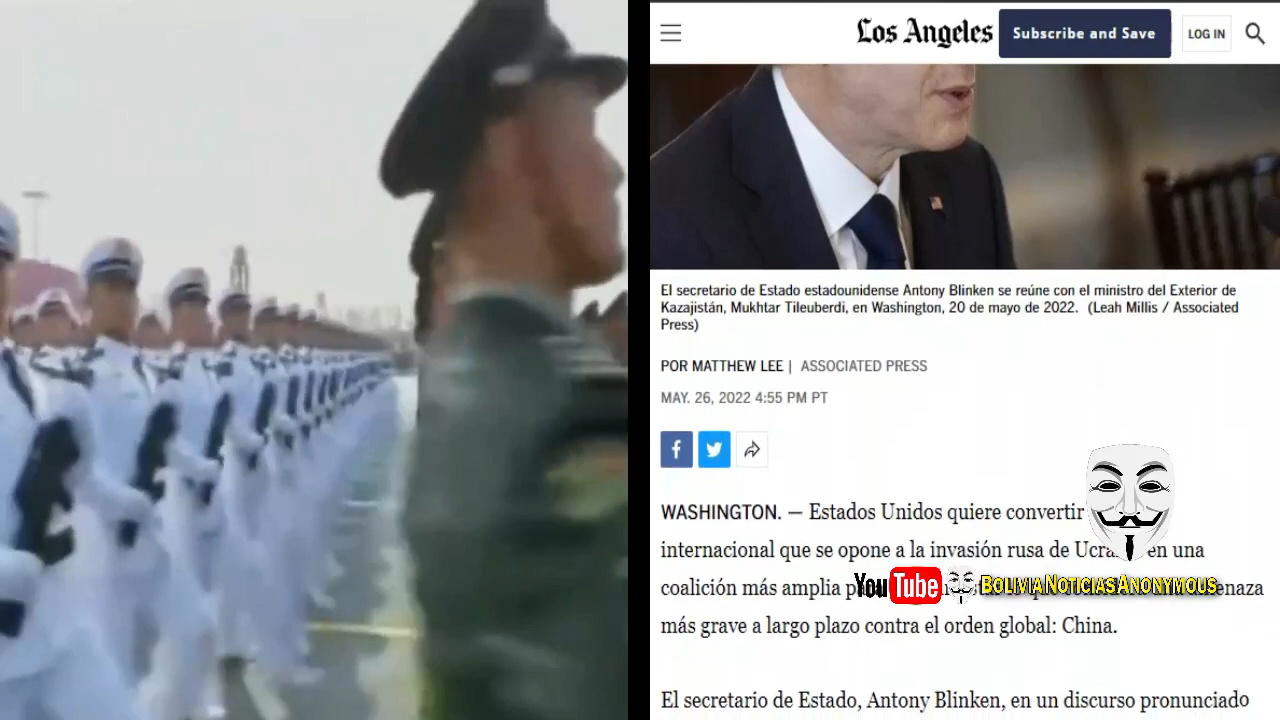 Los Angeles
Subscribe and Save
LOG IN
El secretario de Estado estadounidense Antony Blinken se reúne con el ministro del Exterior de
Kazajistán, Mukhtar Tileuberdi, en Washington, 20 de mayo de 2022. (Leah Millis / Associated
Press)
POR MATTHEW LEE | ASSOCIATED PRESS
MAY. 26, 2022 4:55 PM PT
WASHINGTON. — Estados Unidos quiere convertir
internacional que se opone a la invasión rusa de en una
coalición más amplia
más grave a largo plazo contra el orden global: China.
YouTube BOLIVIANOTICIASANONYMOUS
El secretario de Estado, Antony Blinken, en un discurso pronunciado